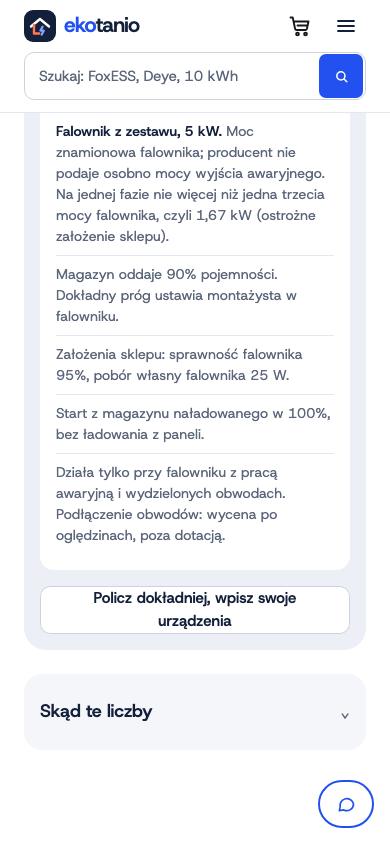 ekotanio
Szukaj: FoxESS, Deye, 10 kWh
Falownik z zestawu, 5 kW. Moc
znamionowa falownika; producent nie
podaje osobno mocy wyjścia awaryjnego.
Na jednej fazie nie więcej niż jedna trzecia
mocy falownika, czyli 1,67 kW (ostrożne
założenie sklepu).
Magazyn oddaje 90% pojemności.
Dokładny próg ustawia montażysta w
falowniku.
Założenia sklepu: sprawność falownika
95%, pobór własny falownika 25 W.
Start z magazynu naładowanego w 100%,
bez ładowania z paneli.
Działa tylko przy falowniku z pracą
awaryjną i wydzielonych obwodach.
Podłączenie obwodów: wycena po
oględzinach, poza dotacją.
Policz dokładniej, wpisz swoje
urządzenia
Skąd te liczby